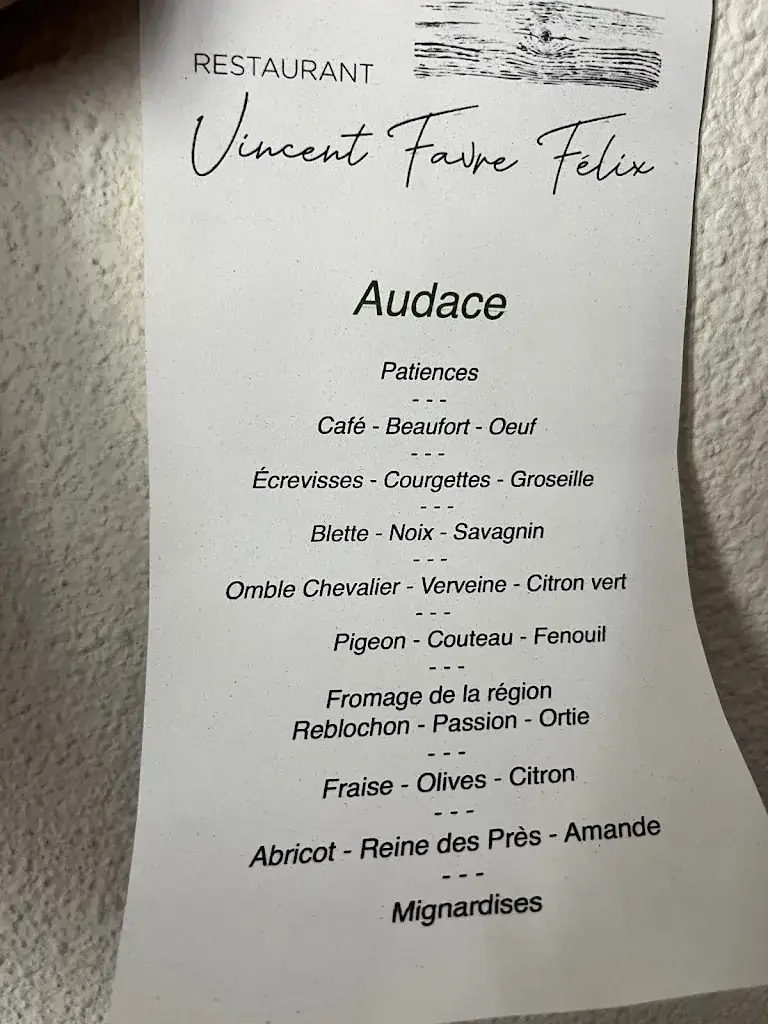 RESTAURANT
Vincent Favre Félix
Audace
Patiences
- - -
Café - Beaufort - Oeuf
- - -
Écrevisses - Courgettes - Groseille
- - -
Blette - Noix - Savagnin
- - -
Omble Chevalier - Verveine - Citron vert
- - -
Pigeon - Couteau - Fenouil
- - -
Fromage de la région
Reblochon - Passion - Ortie
- - -
Fraise - Olives - Citron
- - -
Abricot - Reine des Près - Amande
- - -
Mignardises